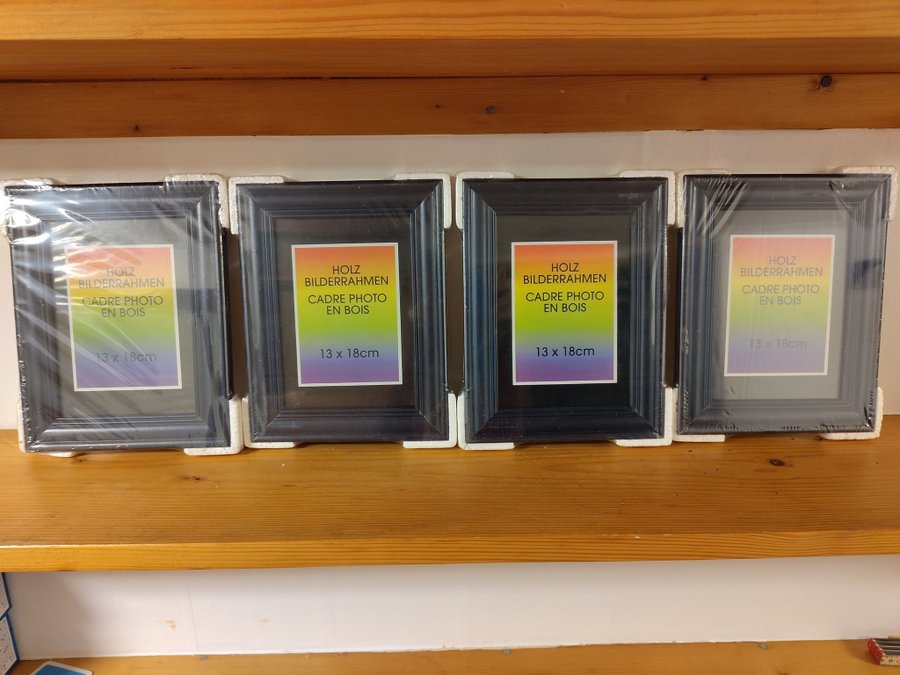 HOLZ
BILDERRAHMEN
CADRE PHOTO
EN BOIS
13 x 18cm
HOLZ
BILDERRAHMEN
CADRE PHOTO
EN BOIS
13 x 18cm
HOLZ
BILDERRAHMEN
CADRE PHOTO
EN BOIS
13 x 18cm
HOLZ
BILDERRAHMEN
CADRE PHOTO
EN BOIS
13 x 18cm